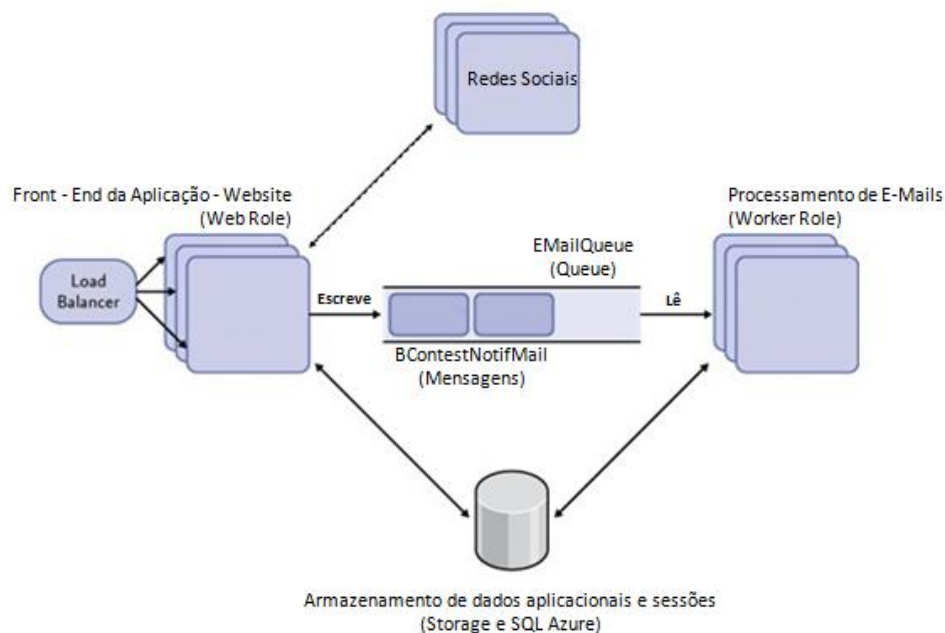 Redes Sociais
Front - End da Aplicação - Website
(Web Role)
Processamento de E-Mails
(Worker Role)
EMailQueue
(Queue)
Load
Balancer
Escreve
Lê
BContestNotifMail
(Mensagens)
Armazenamento de dados aplicacionais e sessões
(Storage e SQL Azure)